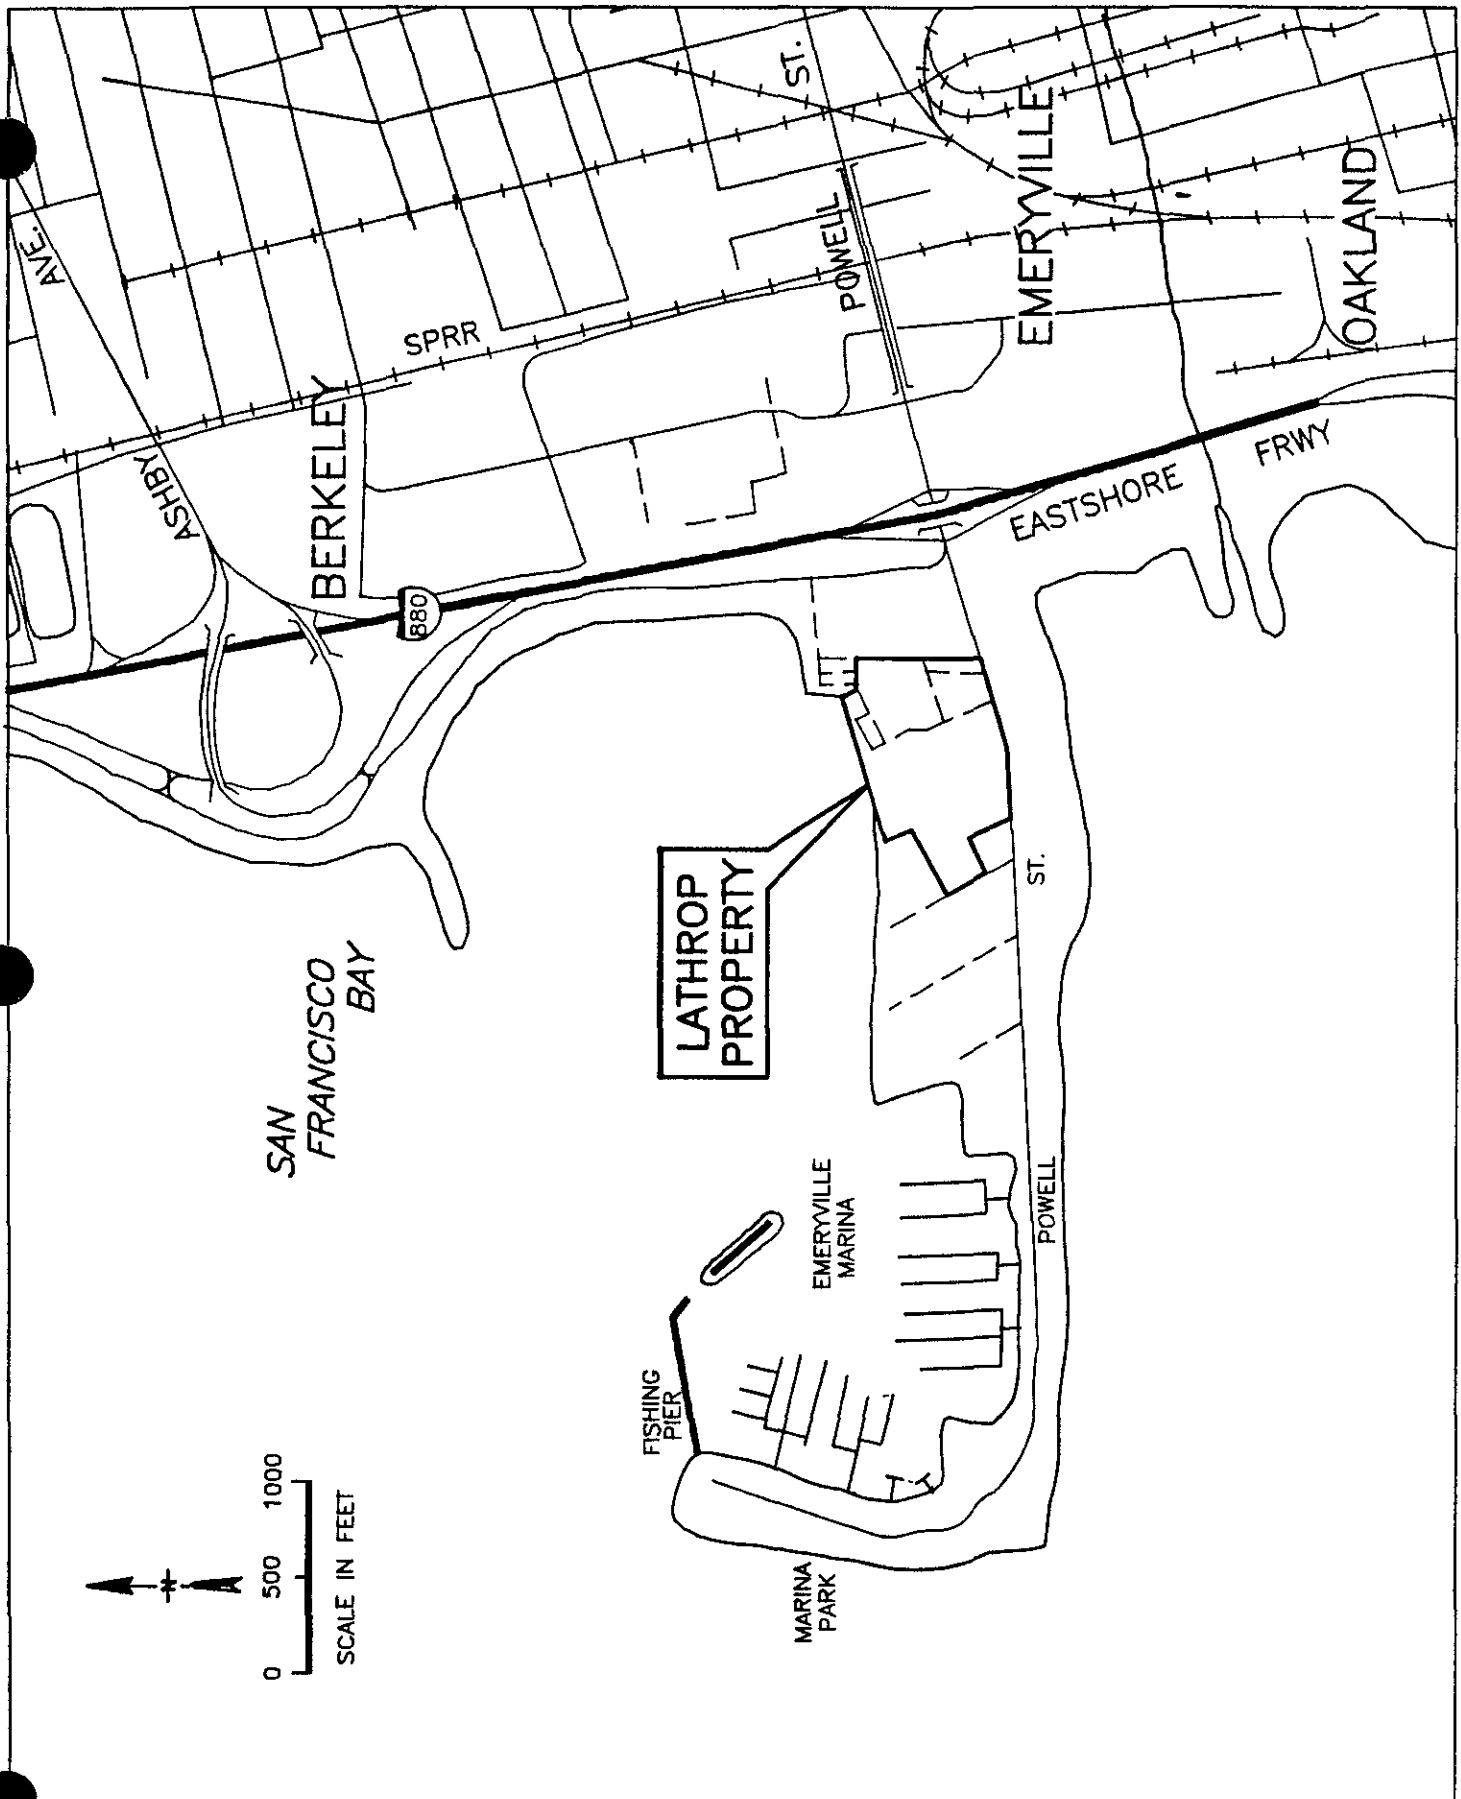 AVE.
ST.
ASHBY
BERKELEY
SPRR
POWELL
EMERYVILLE
OAKLAND
880
EASTSHORE
FRWY
SAN
FRANCISCO
BAY
LATHROP
PROPERTY
ST.
POWELL
EMERYVILLE
MARINA
FISHING
PIER
MARINA
PARK
N
0 500 1000
SCALE IN FEET